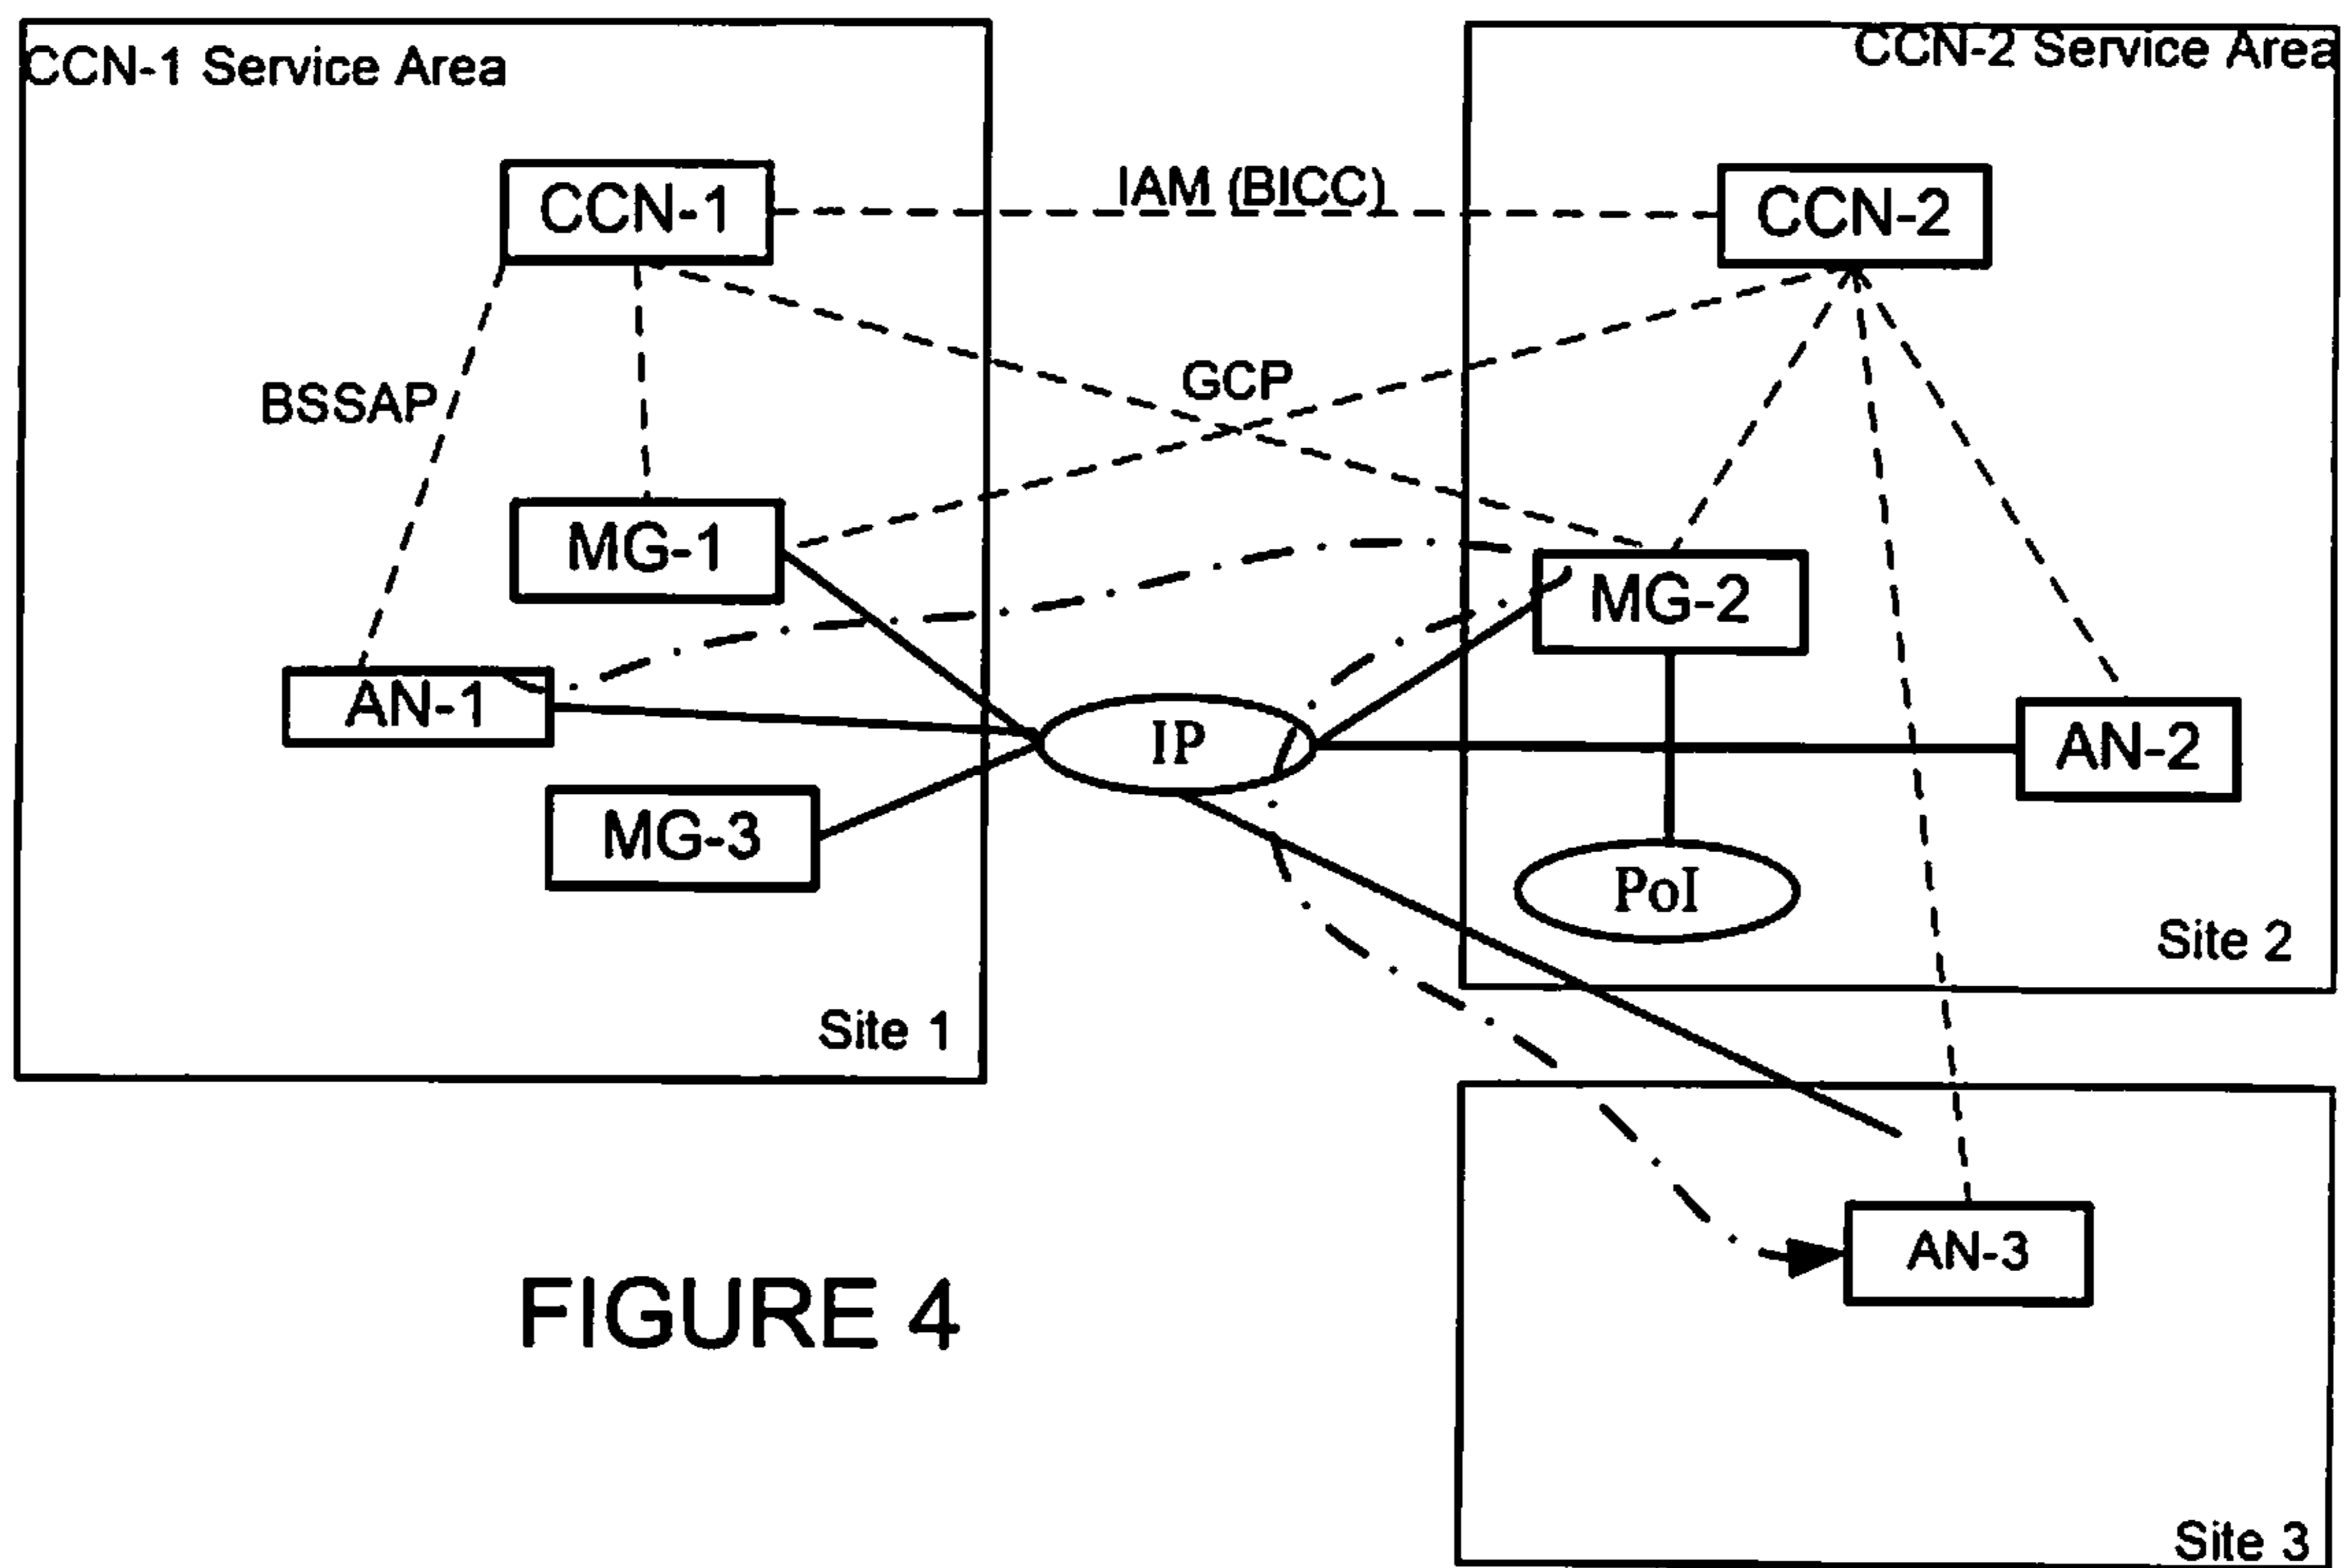 CCN-1 Service Area
CCN-2 Service Area
CCN-1
IAM (BICC)
CCN-2
GCP
BSSAP
MG-1
MG-2
AN-1
IP
AN-2
MG-3
PoI
Site 2
Site 1
AN-3
FIGURE 4
Site 3